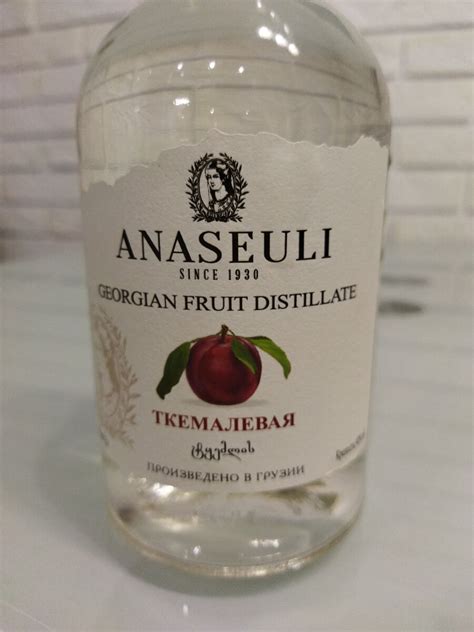 ANASEULI
SINCE 1930
GEORGIAN FRUIT DISTILLATE
ТКЕМАЛЕВАЯ
ტყემლის
ПРОИЗВЕДЕНО В ГРУЗИИ